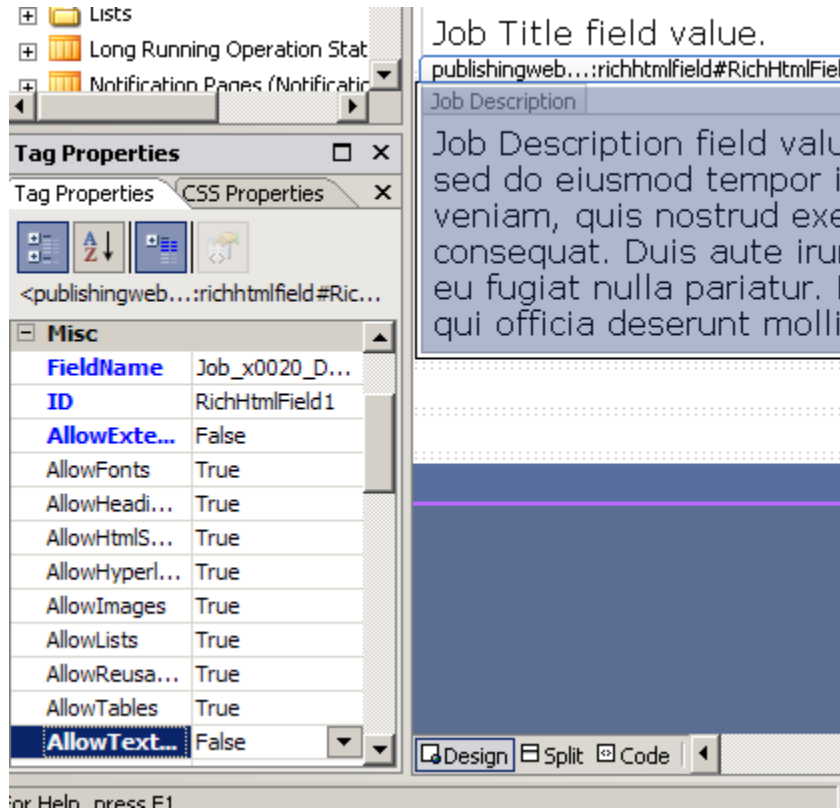 Lists
Long Running Operation Stat
Notification Pages (Notificatic
Tag Properties
Tag Properties CSS Properties
<publishingweb...:richhtmlfield#Ric...
Misc
FieldName Job_x0020_D...
ID RichHtmlField1
AllowExte... False
AllowFonts True
AllowHeadi... True
AllowHtmlS... True
AllowHyperl... True
AllowImages True
AllowLists True
AllowReusa... True
AllowTables True
AllowText... False
For Help, press F1
Job Title field value.
publishingweb...:richhtmlfield#RichHtmlFiel
Job Description
Job Description field valu
sed do eiusmod tempor i
veniam, quis nostrud exe
consequat. Duis aute irur
eu fugiat nulla pariatur.
qui officia deserunt molli
Design Split Code